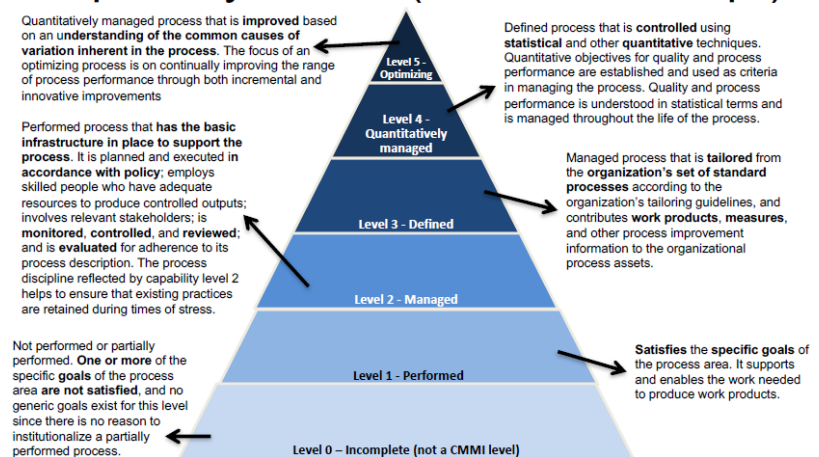 Quantitatively managed process that is improved based
on an understanding of the common causes of
variation inherent in the process. The focus of an
optimizing process is on continually improving the range
of process performance through both incremental and
innovative improvements
Defined process that is controlled using
statistical and other quantitative techniques.
Quantitative objectives for quality and process
performance are established and used as criteria
in managing the process. Quality and process
performance is understood in statistical terms and
is managed throughout the life of the process.
Level 5 -
Optimizing
Level 4 -
Quantitatively
managed
Performed process that has the basic
infrastructure in place to support the
process. It is planned and executed in
accordance with policy; employs
skilled people who have adequate
resources to produce controlled outputs;
involves relevant stakeholders; is
monitored, controlled, and reviewed;
and is evaluated for adherence to its
process description. The process
discipline reflected by capability level 2
helps to ensure that existing practices
are retained during times of stress.
Managed process that is tailored from
the organization's set of standard
processes according to the
organization's tailoring guidelines, and
contributes work products, measures,
and other process improvement
information to the organizational
process assets.
Level 3 - Defined
Level 2 - Managed
Not performed or partially
performed. One or more of the
specific goals of the process
area are not satisfied, and no
generic goals exist for this level
since there is no reason to
institutionalize a partially
performed process.
Satisfies the specific goals of
the process area. It supports
and enables the work needed
to produce work products.
Level 1 - Performed
Level 0 – Incomplete (not a CMMI level)